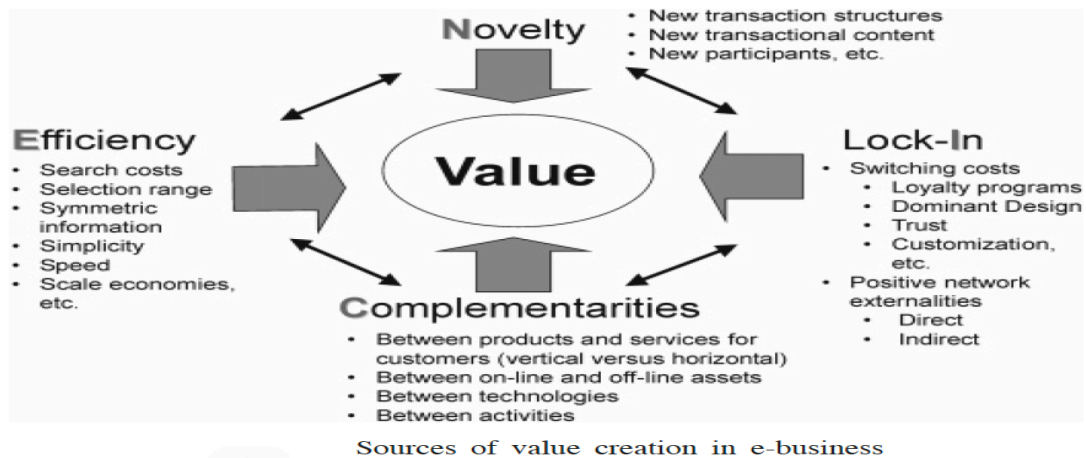 Novelty
• New transaction structures
• New transactional content
• New participants, etc.
Efficiency
• Search costs
• Selection range
• Symmetric
information
• Simplicity
• Speed
• Scale economies,
etc.
Value
Lock-In
• Switching costs
• Loyalty programs
• Dominant Design
• Trust
• Customization,
etc.
• Positive network
externalities
• Direct
• Indirect
Complementarities
• Between products and services for
customers (vertical versus horizontal)
• Between on-line and off-line assets
• Between technologies
• Between activities
Sources of value creation in e-business